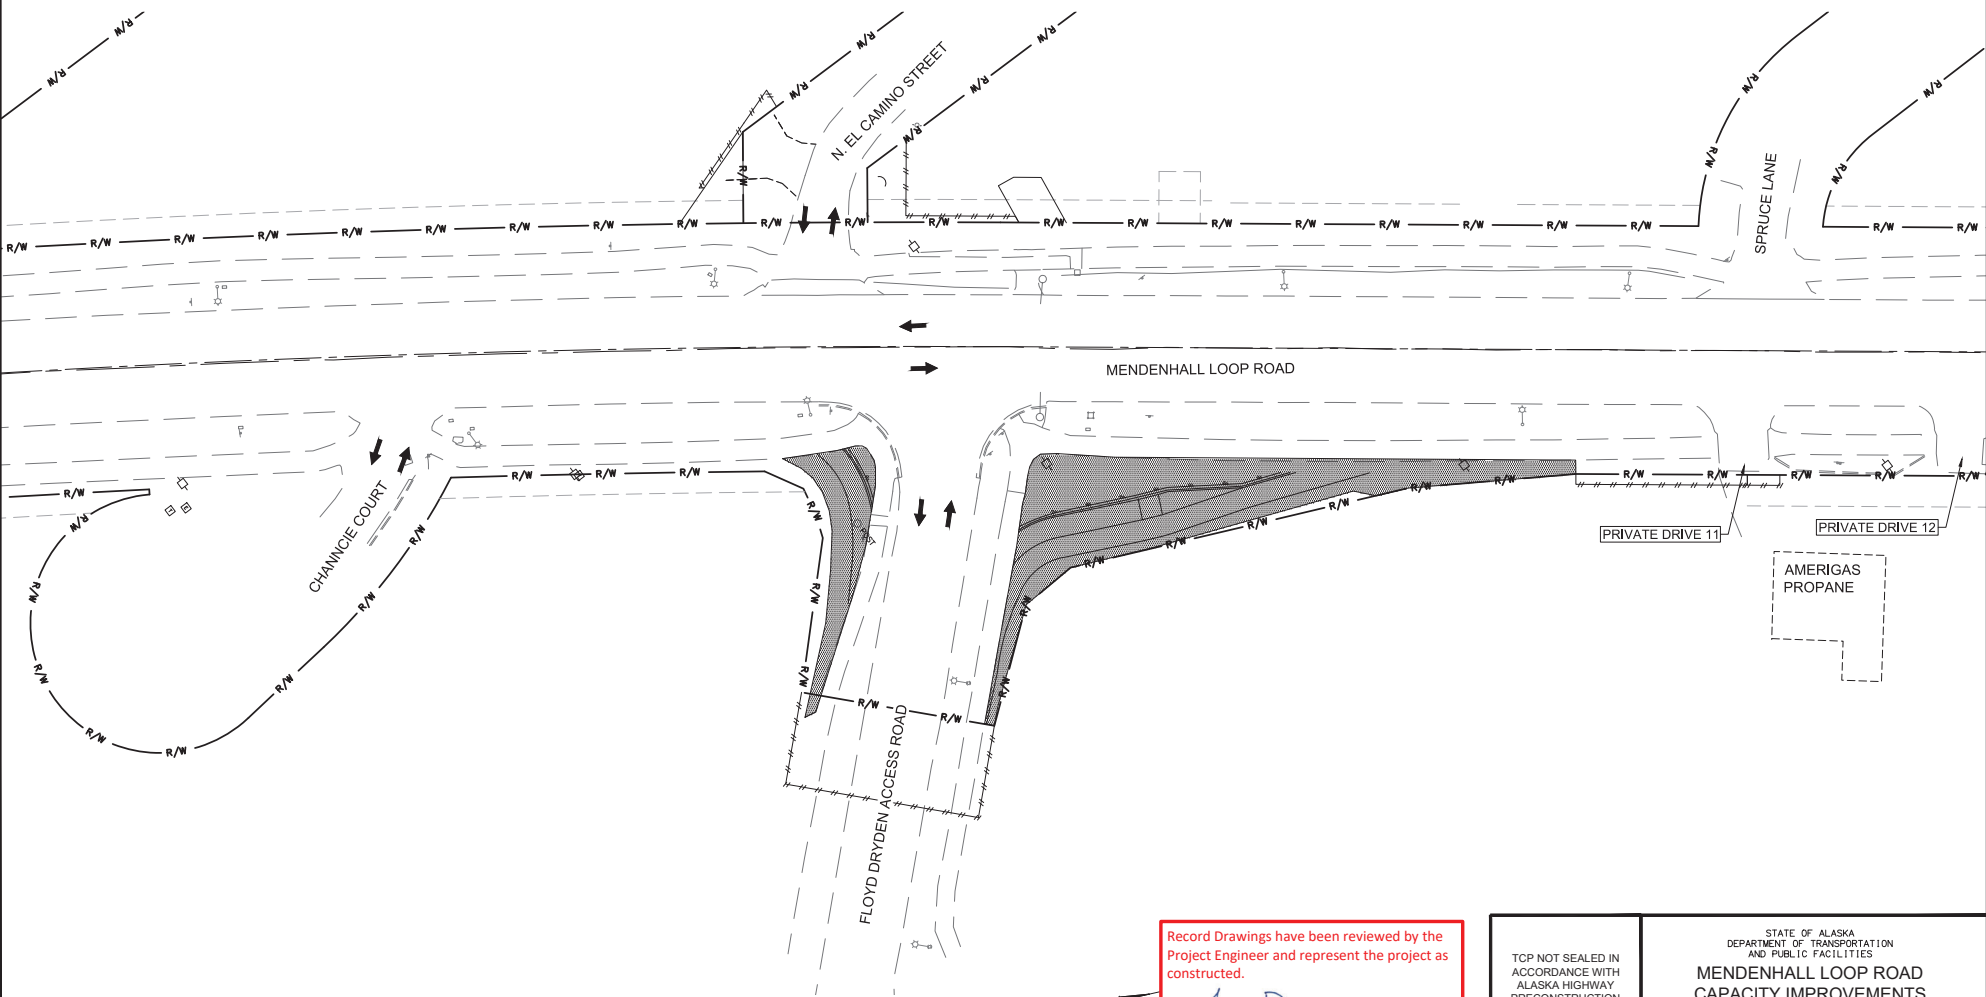 N. EL CAMINO STREET
SPRUCE LANE
MENDENHALL LOOP ROAD
CHANNCIE COURT
FLOYD DRYDEN ACCESS ROAD
PRIVATE DRIVE 11
PRIVATE DRIVE 12
AMERIGAS
PROPANE
R/W R/W R/W R/W
R/W R/W R/W R/W
R/W R/W R/W R/W
R/W R/W R/W R/W
Record Drawings have been reviewed by the
Project Engineer and represent the project as
constructed.
TCP NOT SEALED IN
ACCORDANCE WITH
ALASKA HIGHWAY
PRECONSTRUCTION
STATE OF ALASKA
DEPARTMENT OF TRANSPORTATION
AND PUBLIC FACILITIES
MENDENHALL LOOP ROAD
CAPACITY IMPROVEMENTS